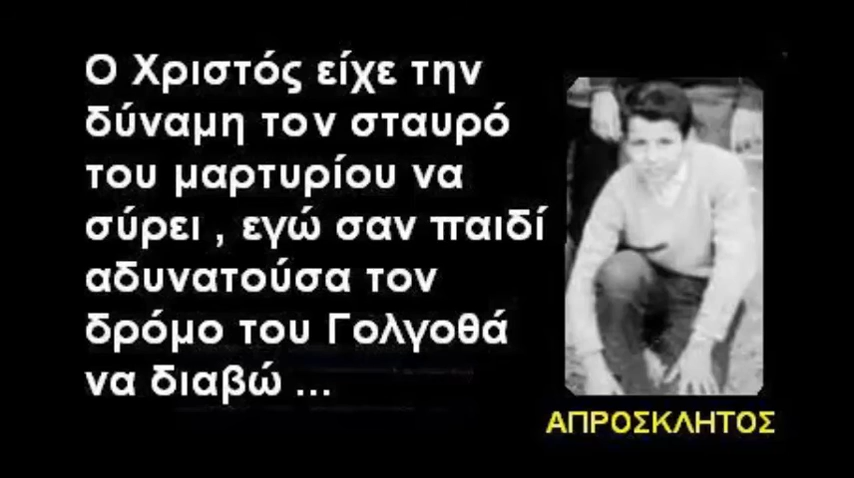 Ο Χριστός είχε την
δύναμη τον σταυρό
του μαρτυρίου να
σύρει , εγώ σαν παιδί
αδυνατούσα τον
δρόμο του Γολγοθά
να διαβώ ...
ΑΠΡΟΣΚΛΗΤΟΣ